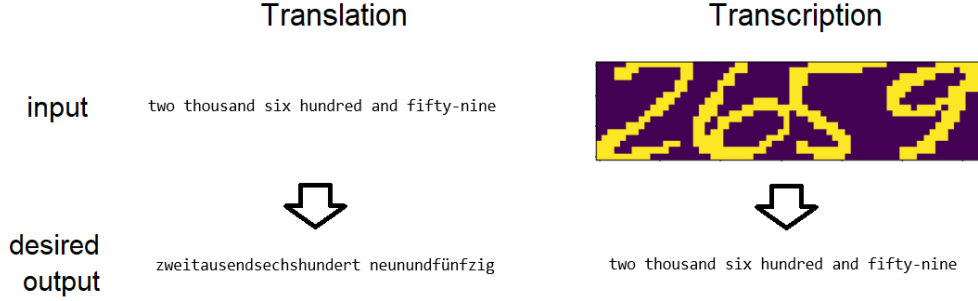 Translation
Transcription
input
two thousand six hundred and fifty-nine
2659
desired
output
zweitausendsechshundert neunundfünfzig
two thousand six hundred and fifty-nine